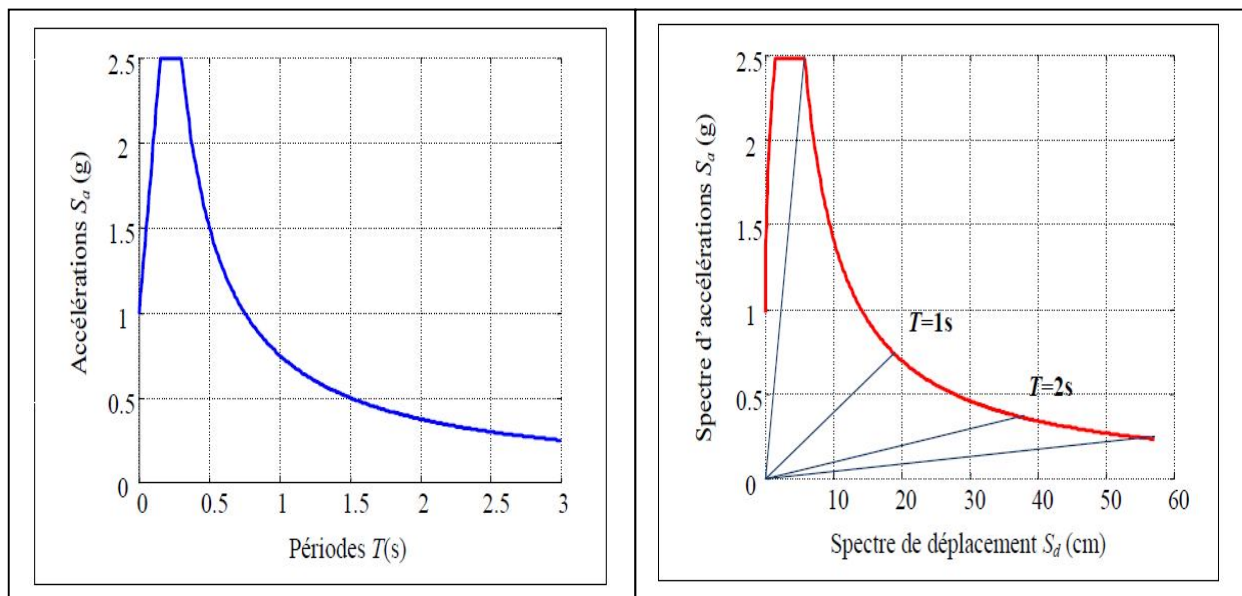 Accélérations Sa (g)
2.5
2
1.5
1
0.5
0
0 0.5 1 1.5 2 2.5 3
Périodes T(s)
Spectre d'accélérations Sa (g)
2.5
2
1.5
1
0.5
0
T=1s
T=2s
0 10 20 30 40 50 60
Spectre de déplacement Sd (cm)